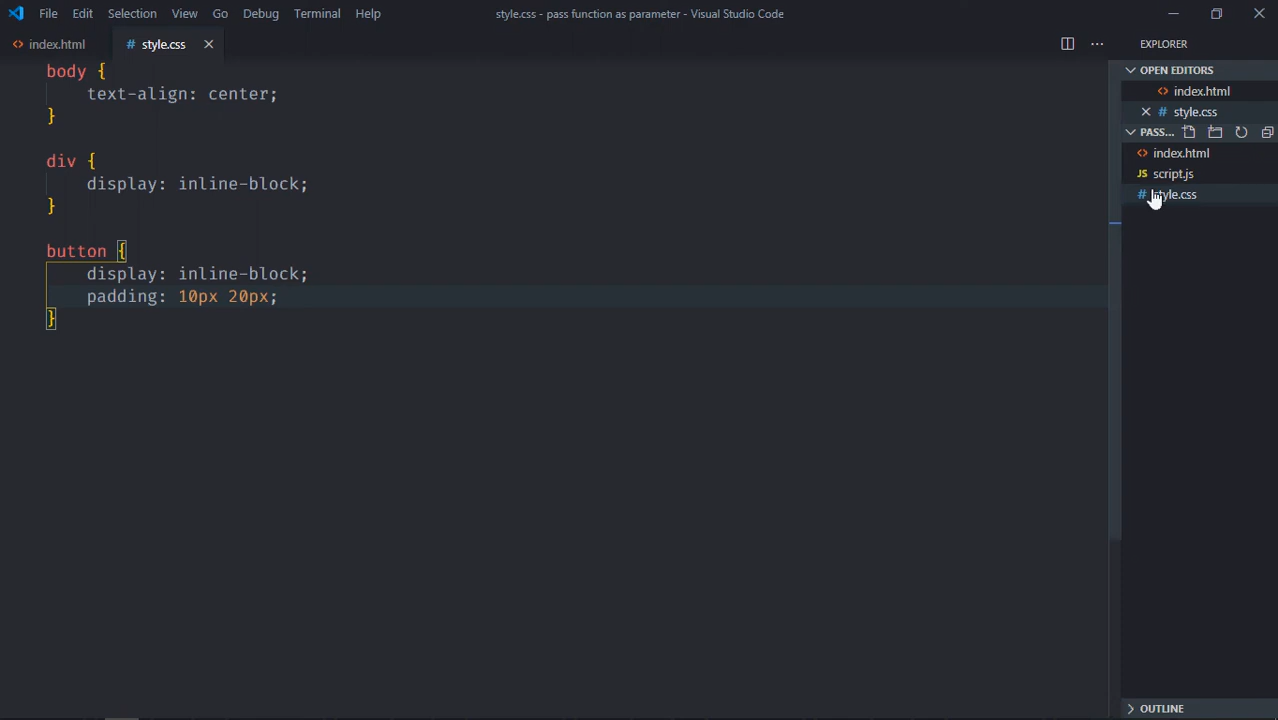 File Edit Selection View Go Debug Terminal Help
style.css - pass function as parameter - Visual Studio Code
<> index.html
# style.css
body {
text-align: center;
}
div {
display: inline-block;
}
button {
display: inline-block;
padding: 10px 20px;
}
EXPLORER
OPEN EDITORS
<> index.html
# style.css
PASS...
<> index.html
JS script.js
# style.css
OUTLINE